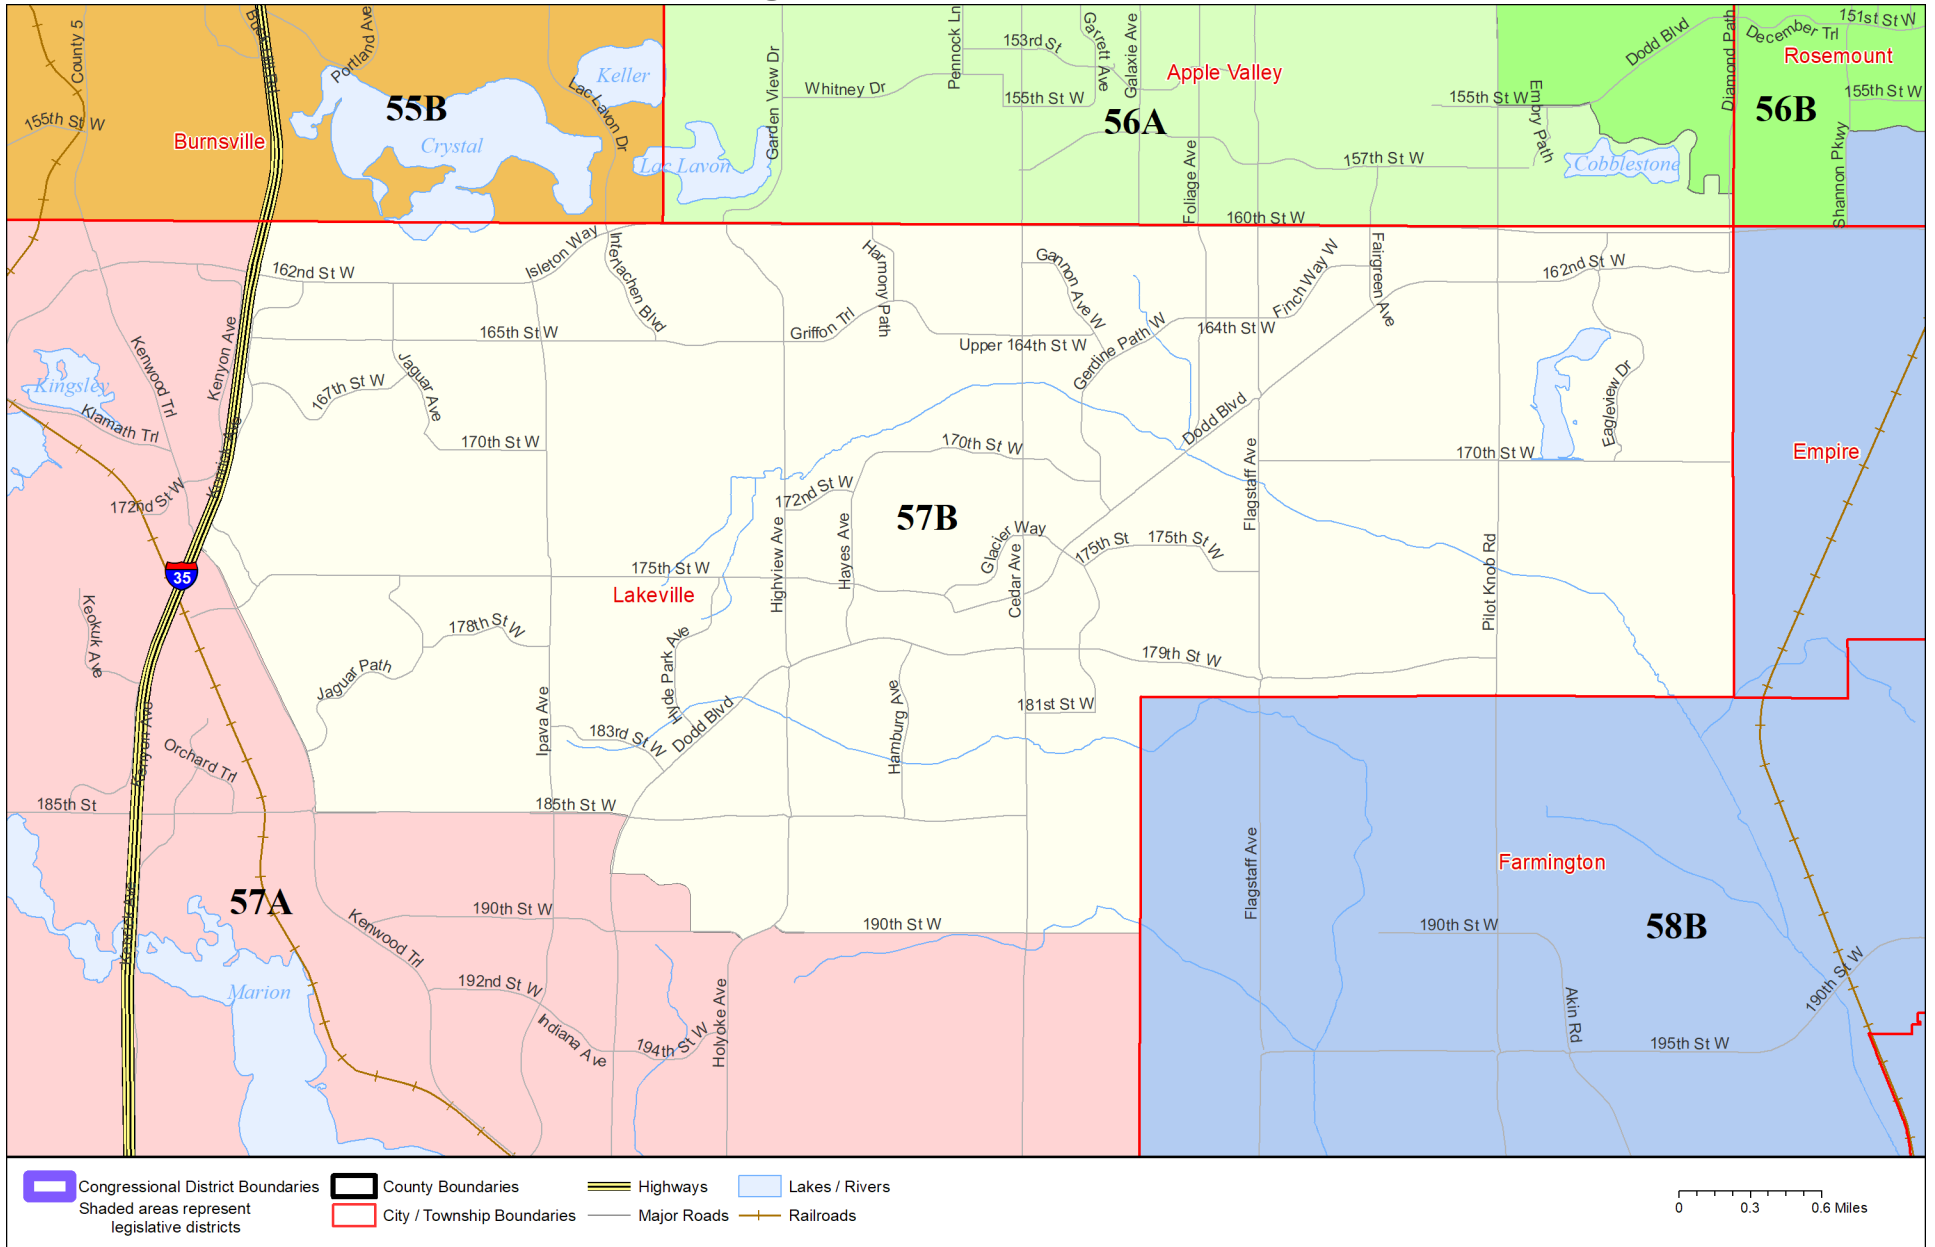 County 5
Portland Ave
155th St W
Burnsville
55B
Crystal
Keller
Lac Lavon Dr
Lac Lavon
Garden View Dr
Whitney Dr
Pennock Ln
153rd St
155th St W
Garrett Ave
Galaxie Ave
Apple Valley
56A
Foliage Ave
157th St W
160th St W
155th St W
Embry Path
Cobblestone
Dodd Blvd
Diamond Path
December Trl
151st St W
Rosemount
155th St W
56B
Shannon Pkwy
162nd St W
Isleton Way
Interlachen Blvd
Harmony Path
Gannon Ave W
Finch Way W
Fairgreen Ave
162nd St W
165th St W
Griffon Trl
Upper 164th St W
Gerdine Path W
164th St W
Kenwood Trl
Kenyon Ave
Kingsley
Klamath Trl
167th St W
Jaguar Ave
170th St W
Kenrick Ave
172nd St W
170th St W
172nd St W
57B
Dodd Blvd
Flagstaff Ave
170th St W
Eagleview Dr
Empire
Highview Ave
Hayes Ave
Glacier Way
Cedar Ave
175th St
175th St W
Pilot Knob Rd
35
175th St W
Lakeville
Keokuk Ave
178th St W
Jaguar Path
Hyde Park Ave
179th St W
Ipava Ave
183rd St W
Dodd Blvd
Hamburg Ave
181st St W
Kenyon Ave
Orchard Trl
185th St
185th St W
Flagstaff Ave
Farmington
57A
Kenrick Ave
Kenwood Trl
190th St W
190th St W
190th St W
58B
190th St W
Marion
192nd St W
Indiana Ave
194th St W
Holyoke Ave
Akin Rd
195th St W
Congressional District Boundaries
Shaded areas represent
legislative districts
County Boundaries
City / Township Boundaries
Highways
Major Roads
Lakes / Rivers
Railroads
0 0.3 0.6 Miles